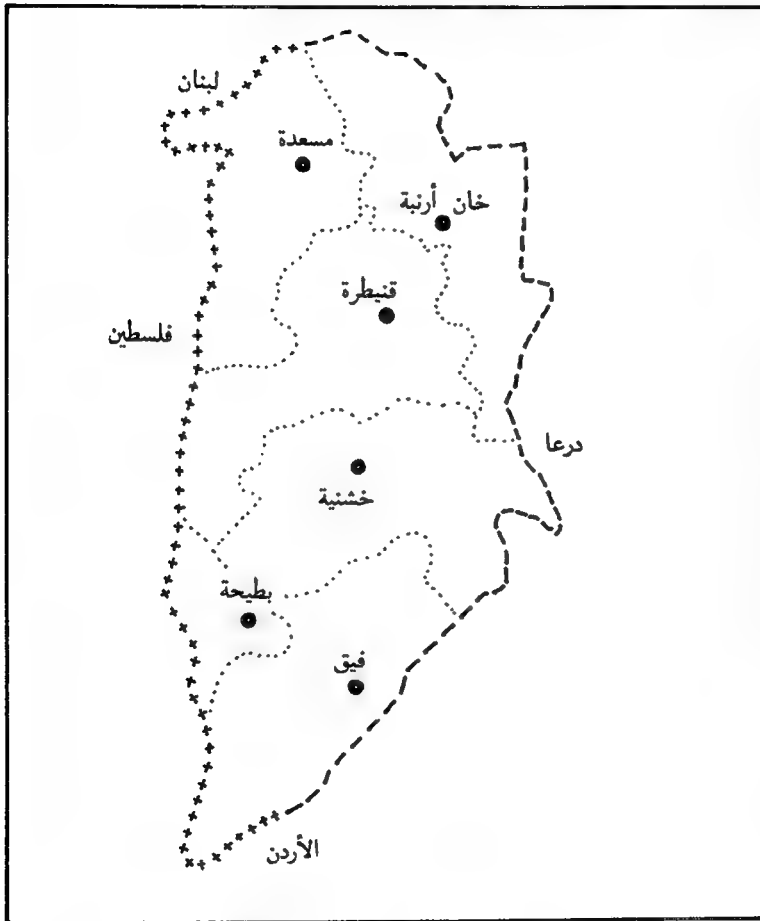 لبنان
مسعدة
خان أرنبة
قنيطرة
فلسطين
درعا
خشنية
بطيحة
فيق
الأردن